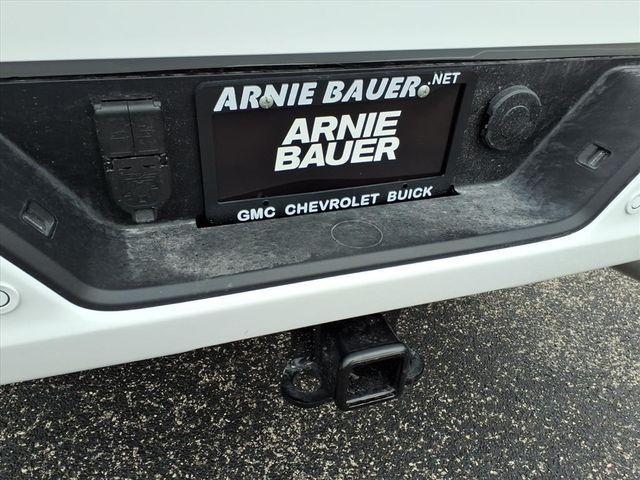 ARNIE BAUER.NET
ARNIE
BAUER
GMC CHEVROLET BUICK